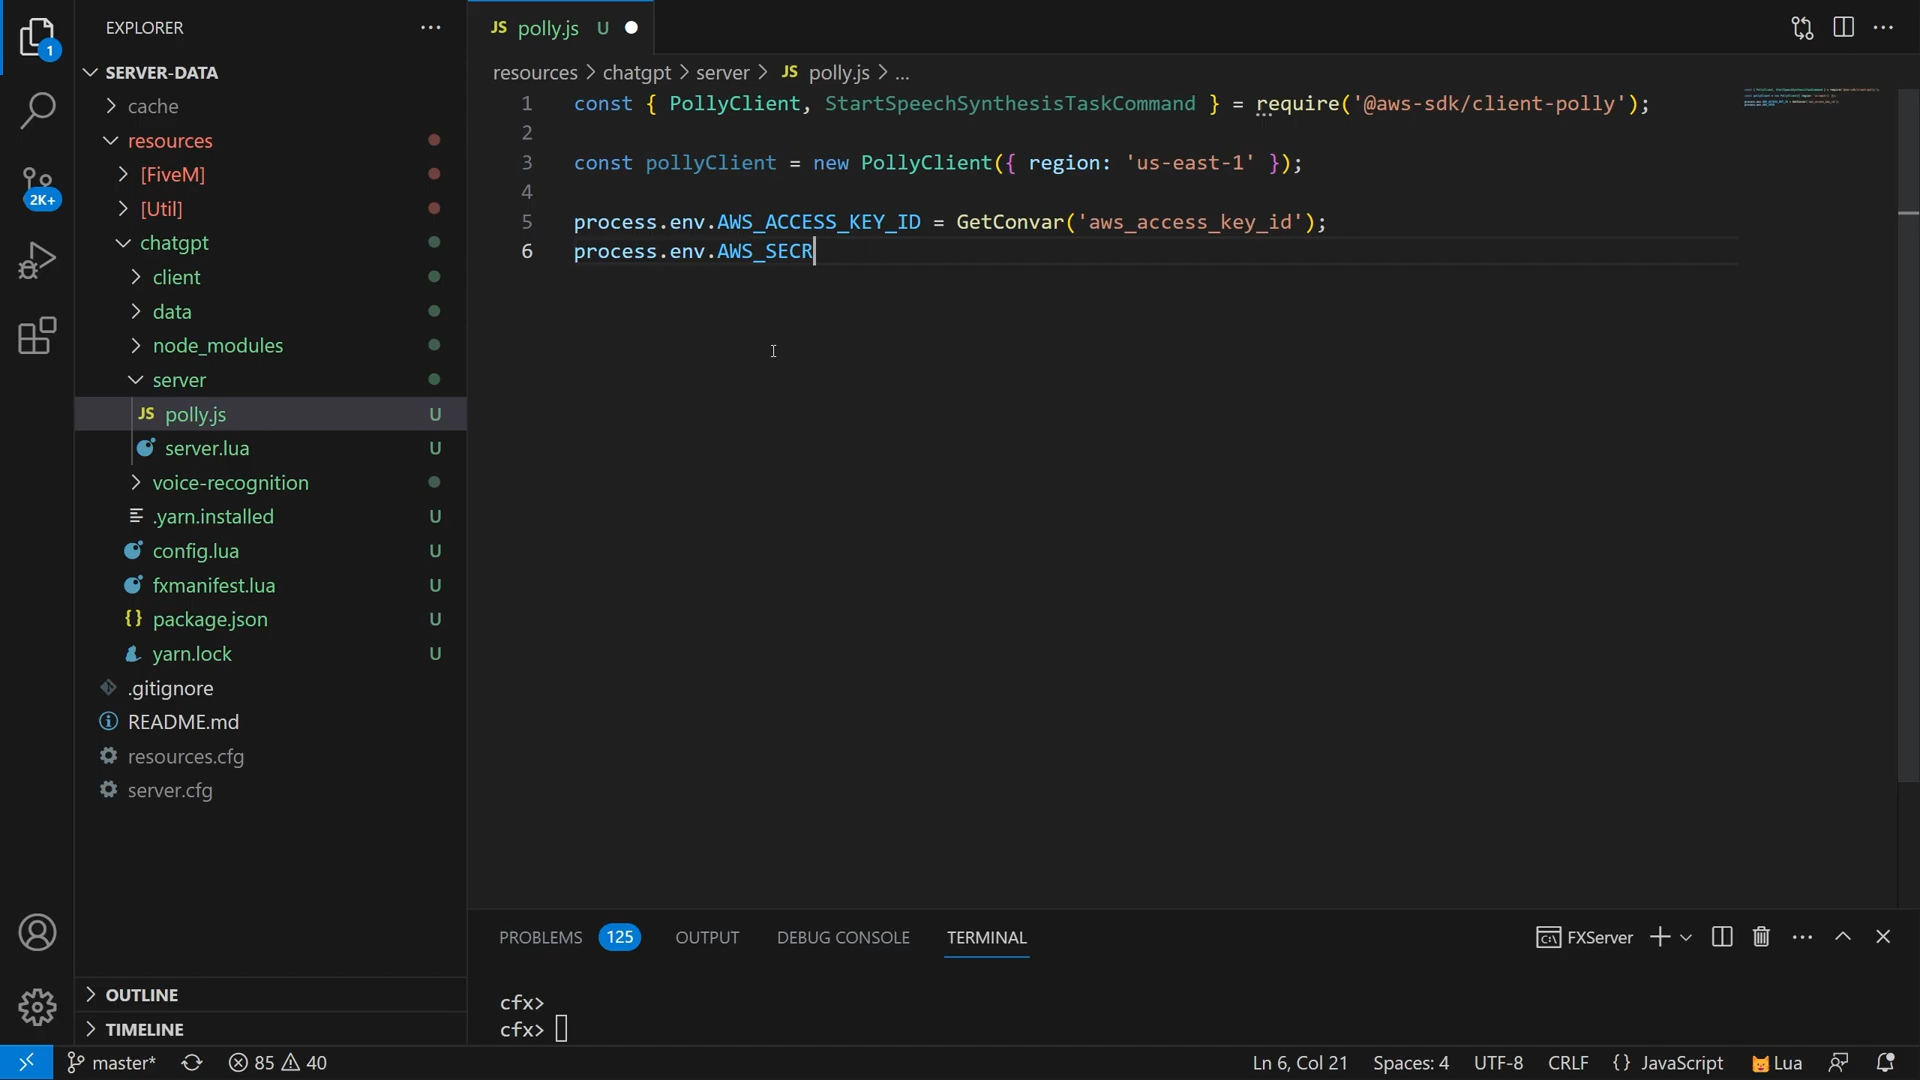 EXPLORER
SERVER-DATA
cache
resources
[FiveM]
[Util]
chatgpt
client
data
node_modules
server
JS polly.js U
server.lua U
voice-recognition
.yarn.installed U
config.lua U
fxmanifest.lua U
{} package.json U
yarn.lock U
.gitignore
README.md
resources.cfg
server.cfg
OUTLINE
TIMELINE
1
2K+
JS polly.js U
resources > chatgpt > server > JS polly.js > ...
1 const { PollyClient, StartSpeechSynthesisTaskCommand } = require('@aws-sdk/client-polly');
2
3 const pollyClient = new PollyClient({ region: 'us-east-1' });
4
5 process.env.AWS_ACCESS_KEY_ID = GetConvar('aws_access_key_id');
6 process.env.AWS_SECR
PROBLEMS 125 OUTPUT DEBUG CONSOLE TERMINAL FXServer
cfx>
cfx>
master* 85 40 Ln 6, Col 21 Spaces: 4 UTF-8 CRLF {} JavaScript Lua